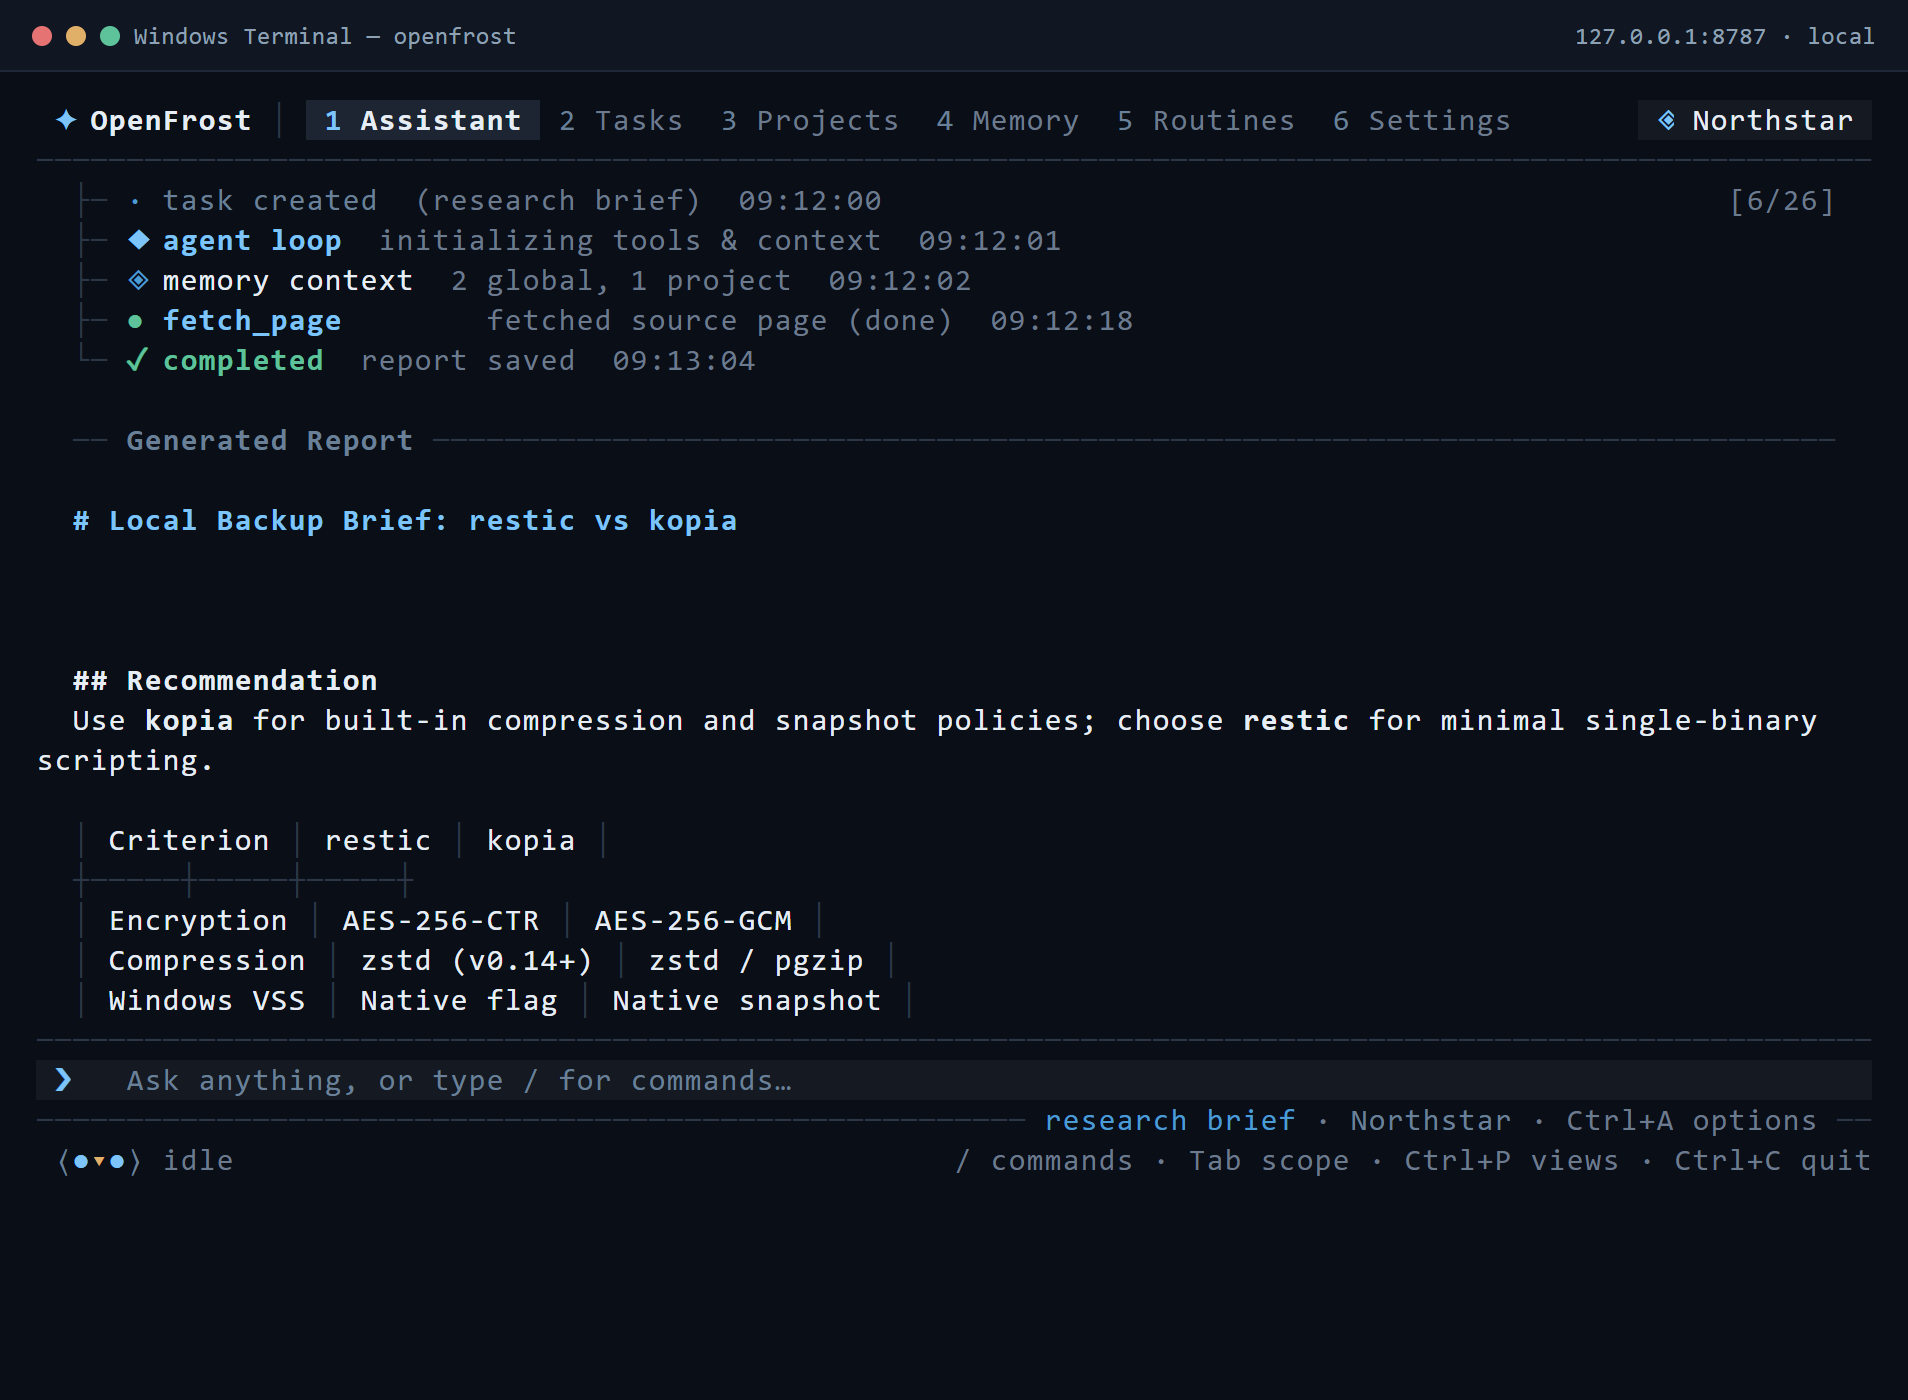 Windows Terminal — openfrost 127.0.0.1:8787 · local
✦ OpenFrost │ 1 Assistant 2 Tasks 3 Projects 4 Memory 5 Routines 6 Settings ◈ Northstar
├─ · task created (research brief) 09:12:00 [6/26]
├─ ◆ agent loop initializing tools & context 09:12:01
├─ ◈ memory context 2 global, 1 project 09:12:02
├─ ● fetch_page fetched source page (done) 09:12:18
└─ ✓ completed report saved 09:13:04
── Generated Report ──
# Local Backup Brief: restic vs kopia
## Recommendation
Use kopia for built-in compression and snapshot policies; choose restic for minimal single-binary
scripting.
│ Criterion │ restic │ kopia │
│ Encryption │ AES-256-CTR │ AES-256-GCM │
│ Compression │ zstd (v0.14+) │ zstd / pgzip │
│ Windows VSS │ Native flag │ Native snapshot │
❯ Ask anything, or type / for commands…
research brief · Northstar · Ctrl+A options
⟨●▾●⟩ idle / commands · Tab scope · Ctrl+P views · Ctrl+C quit